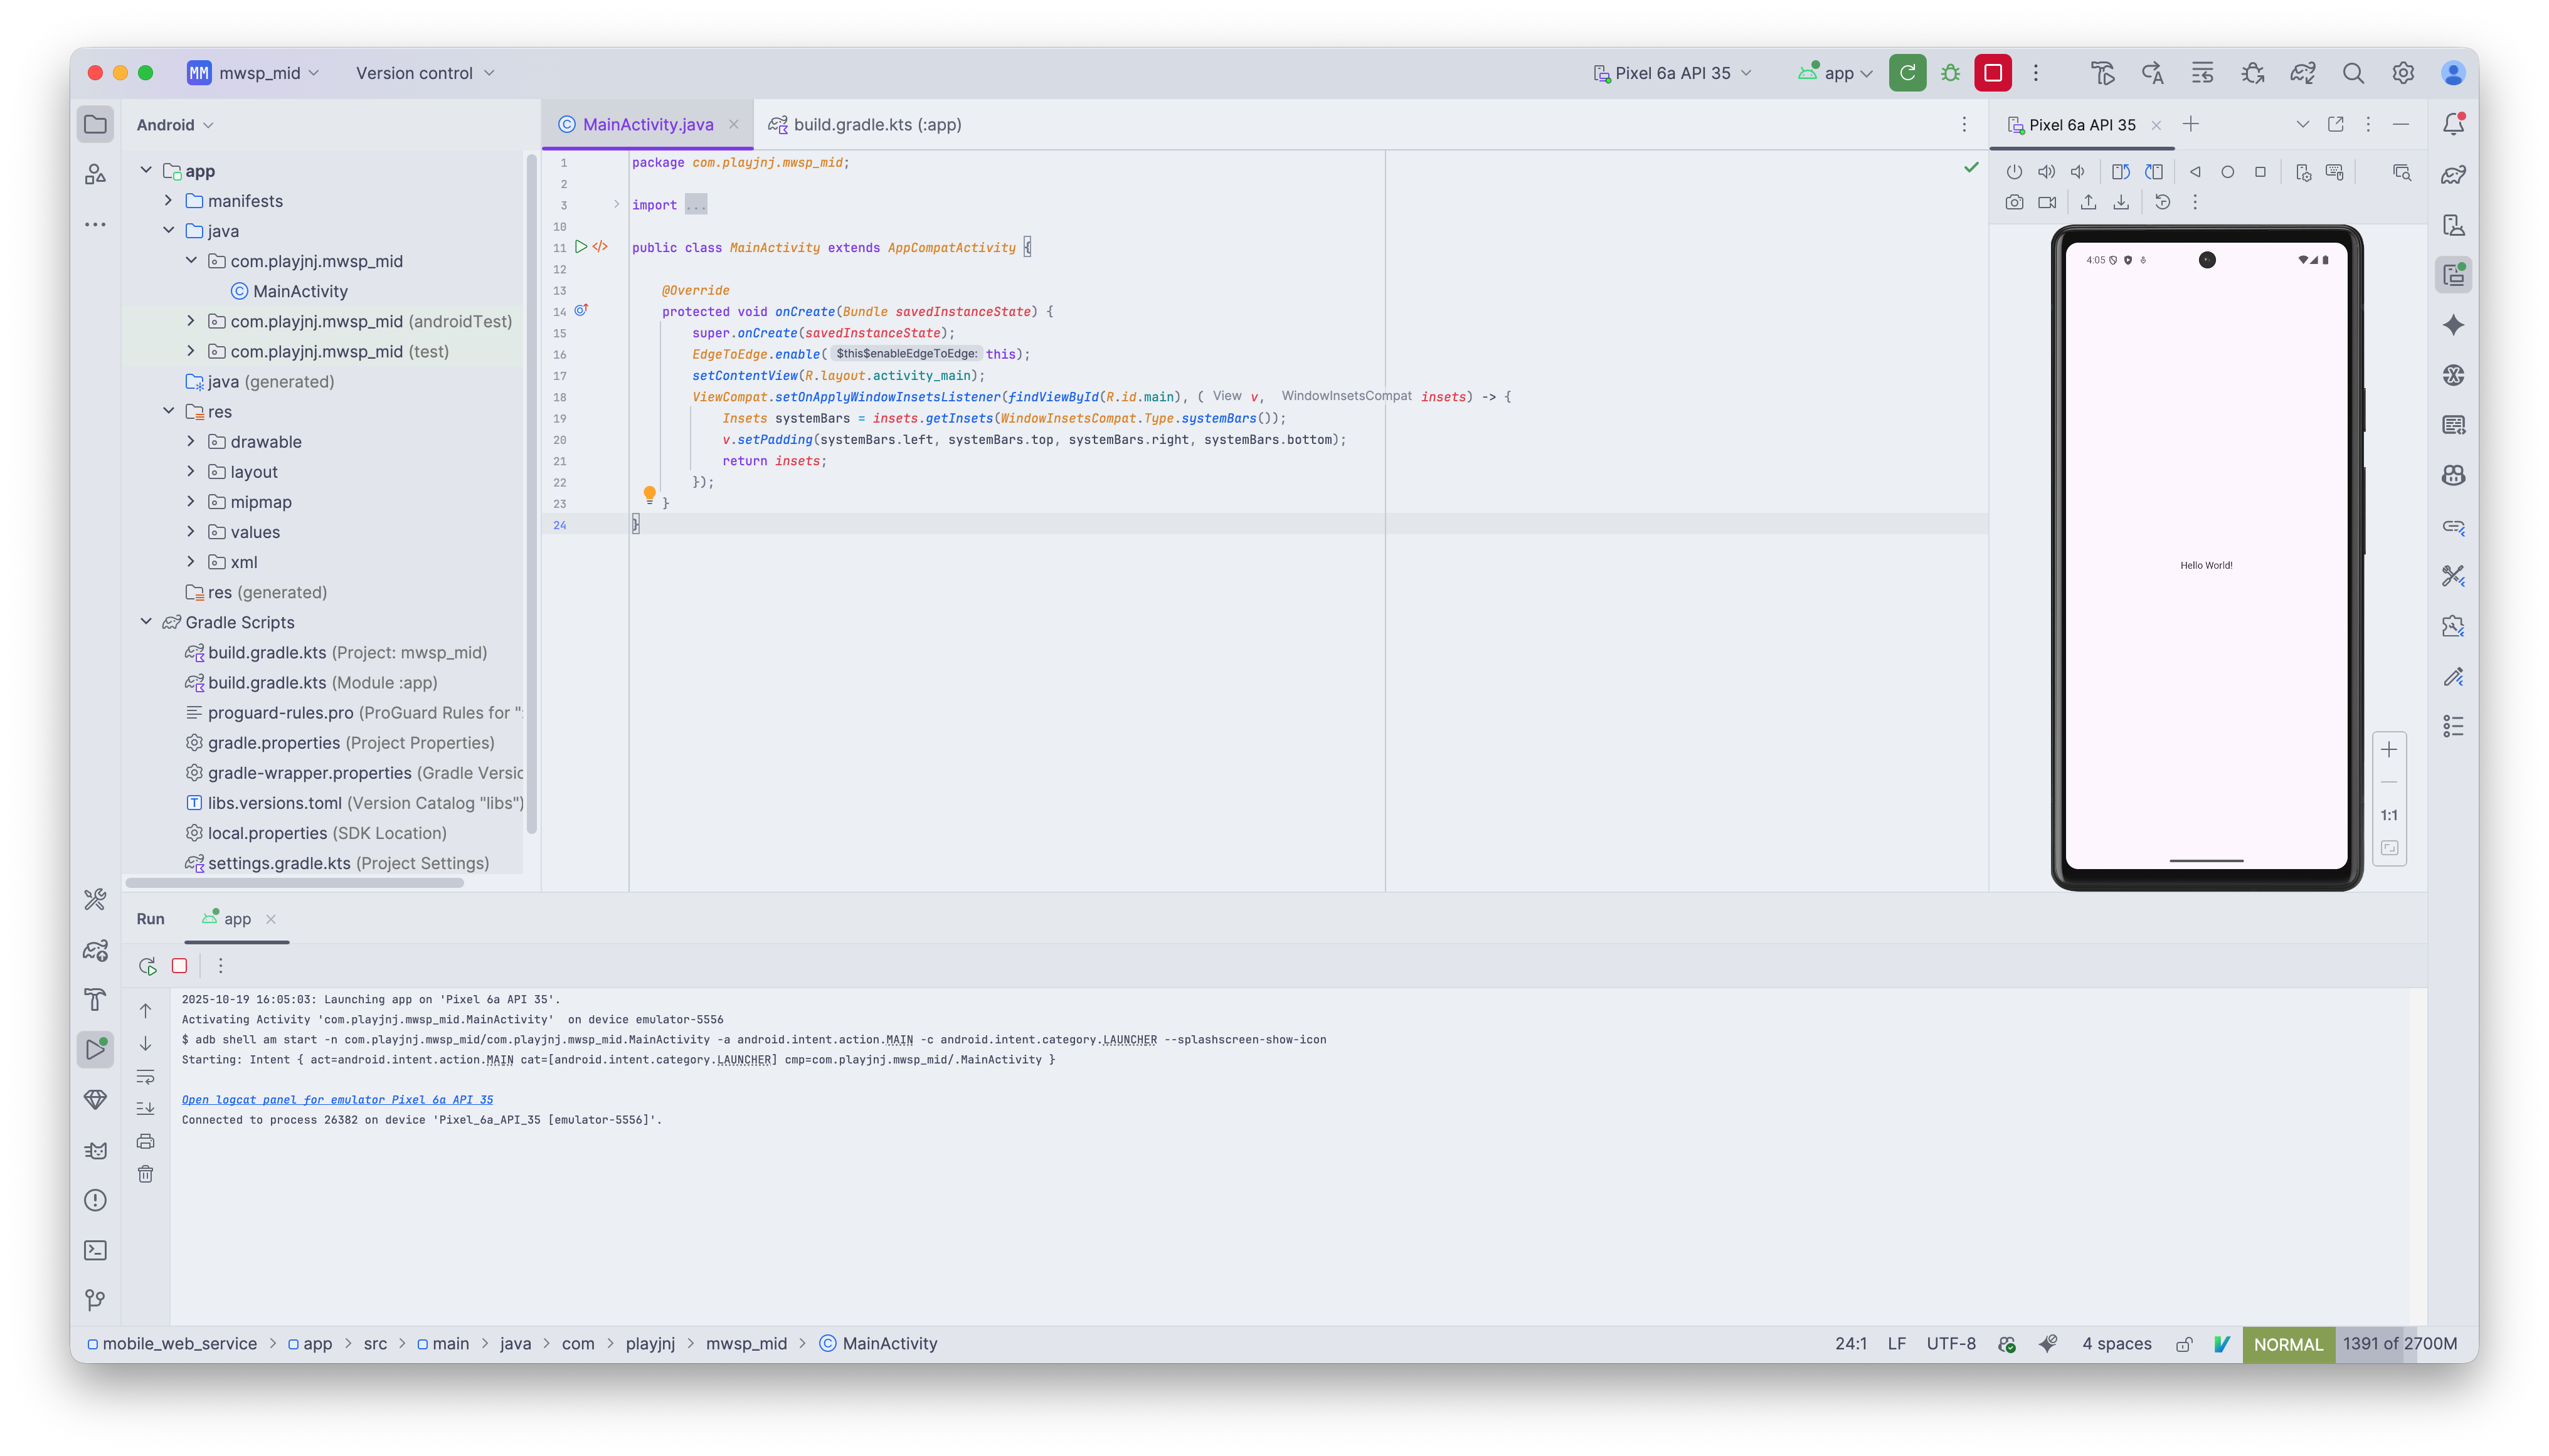 MM mwsp_mid Version control Pixel 6a API 35 app
Android
app
manifests
java
com.playjnj.mwsp_mid
MainActivity
com.playjnj.mwsp_mid (androidTest)
com.playjnj.mwsp_mid (test)
java (generated)
res
drawable
layout
mipmap
values
xml
res (generated)
Gradle Scripts
build.gradle.kts (Project: mwsp_mid)
build.gradle.kts (Module :app)
proguard-rules.pro (ProGuard Rules for ":
gradle.properties (Project Properties)
gradle-wrapper.properties (Gradle Versic
libs.versions.toml (Version Catalog "libs")
local.properties (SDK Location)
settings.gradle.kts (Project Settings)
MainActivity.java build.gradle.kts (:app)
1 package com.playjnj.mwsp_mid;
2
3 import ...
10
11 public class MainActivity extends AppCompatActivity {
12
13 @Override
14 protected void onCreate(Bundle savedInstanceState) {
15 super.onCreate(savedInstanceState);
16 EdgeToEdge.enable( $this$enableEdgeToEdge: this);
17 setContentView(R.layout.activity_main);
18 ViewCompat.setOnApplyWindowInsetsListener(findViewById(R.id.main), ( View v, WindowInsetsCompat insets) -> {
19 Insets systemBars = insets.getInsets(WindowInsetsCompat.Type.systemBars());
20 v.setPadding(systemBars.left, systemBars.top, systemBars.right, systemBars.bottom);
21 return insets;
22 });
23 }
24 }
Pixel 6a API 35
4:05
Hello World!
1:1
Run app
2025-10-19 16:05:03: Launching app on 'Pixel 6a API 35'.
Activating Activity 'com.playjnj.mwsp_mid.MainActivity' on device emulator-5556
$ adb shell am start -n com.playjnj.mwsp_mid/com.playjnj.mwsp_mid.MainActivity -a android.intent.action.MAIN -c android.intent.category.LAUNCHER --splashscreen-show-icon
Starting: Intent { act=android.intent.action.MAIN cat=[android.intent.category.LAUNCHER] cmp=com.playjnj.mwsp_mid/.MainActivity }
Open logcat panel for emulator Pixel 6a API 35
Connected to process 26382 on device 'Pixel_6a_API_35 [emulator-5556]'.
mobile_web_service > app > src > main > java > com > playjnj > mwsp_mid > MainActivity
24:1 LF UTF-8 4 spaces NORMAL 1391 of 2700M